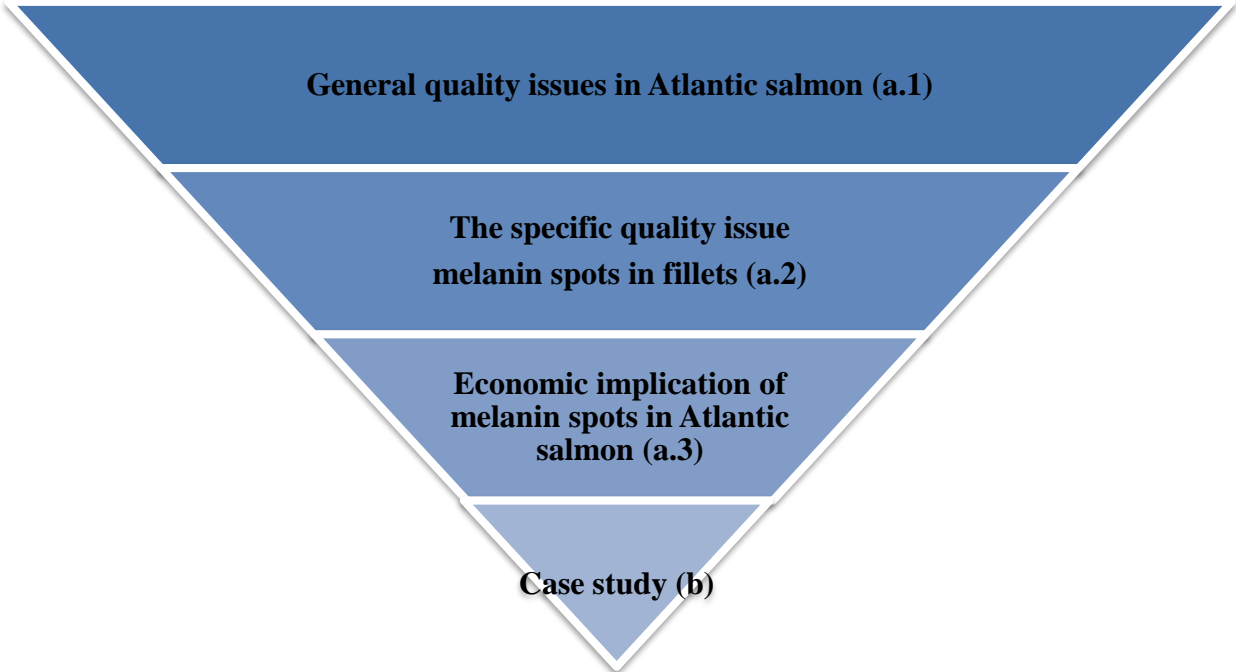 General quality issues in Atlantic salmon (a.1)
The specific quality issue
melanin spots in fillets (a.2)
Economic implication of
melanin spots in Atlantic
salmon (a.3)
Case study (b)